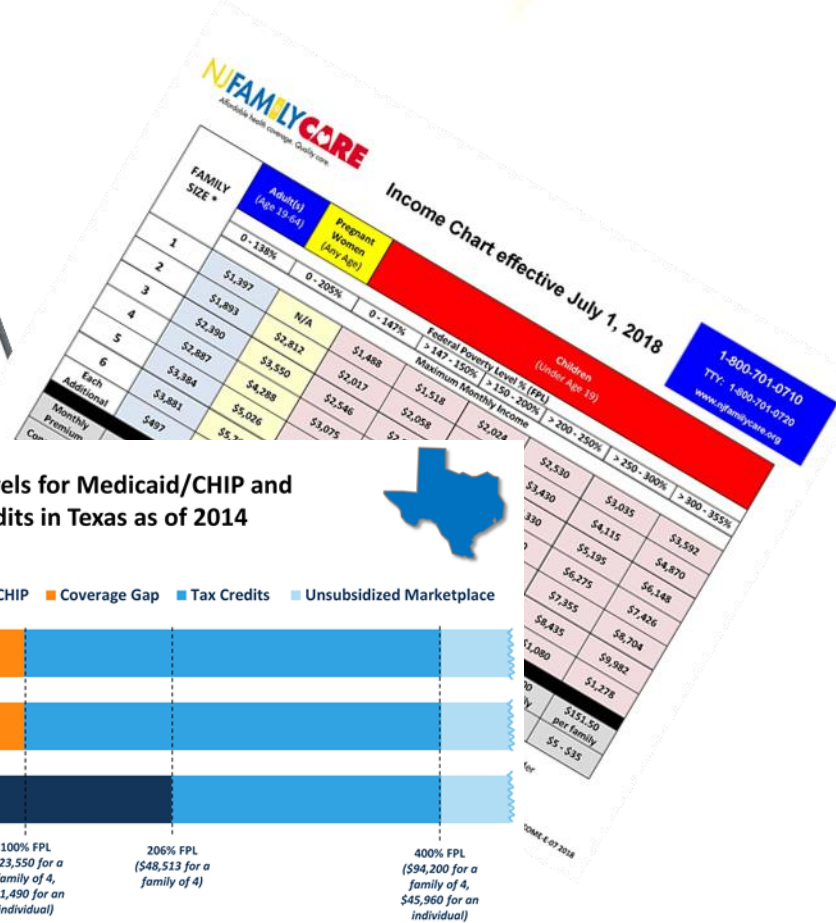 NJFAMILYCARE
Affordable health coverage. Quality care.
Income Chart effective July 1, 2018
1-800-701-0710
TTY: 1-800-701-0720
www.njfamilycare.org
FAMILY SIZE *
Adult(s)
(Age 19-64)
Pregnant
Women
(Any Age)
Children
(Under Age 19)
Federal Poverty Level % (FPL)
0 - 138%
0 - 205%
0 - 147%
> 147 - 150%
> 150 - 200%
> 200 - 250%
> 250 - 300%
> 300 - 355%
Maximum Monthly Income
1 $1,397 N/A $1,488 $1,518 $2,024 $2,530 $3,035 $3,592
2 $1,893 $2,812 $2,017 $2,058 $3,430 $4,115 $4,870
3 $2,390 $3,550 $2,546 $5,195 $6,148
4 $2,887 $4,288 $3,075 $6,275 $7,426
5 $3,384 $5,026 $7,355 $8,704
6 $3,881 $8,435 $9,982
Each
Additional $497 $1,080 $1,278
Monthly
Premium $151.50
per family
$5 - $35
for Medicaid/CHIP and
in Texas as of 2014
CHIP Coverage Gap Tax Credits Unsubsidized Marketplace
100% FPL
for a
family of 4,
for an
individual)
206% FPL
($48,513 for a
family of 4)
400% FPL
($94,200 for a
family of 4,
$45,960 for an
individual)